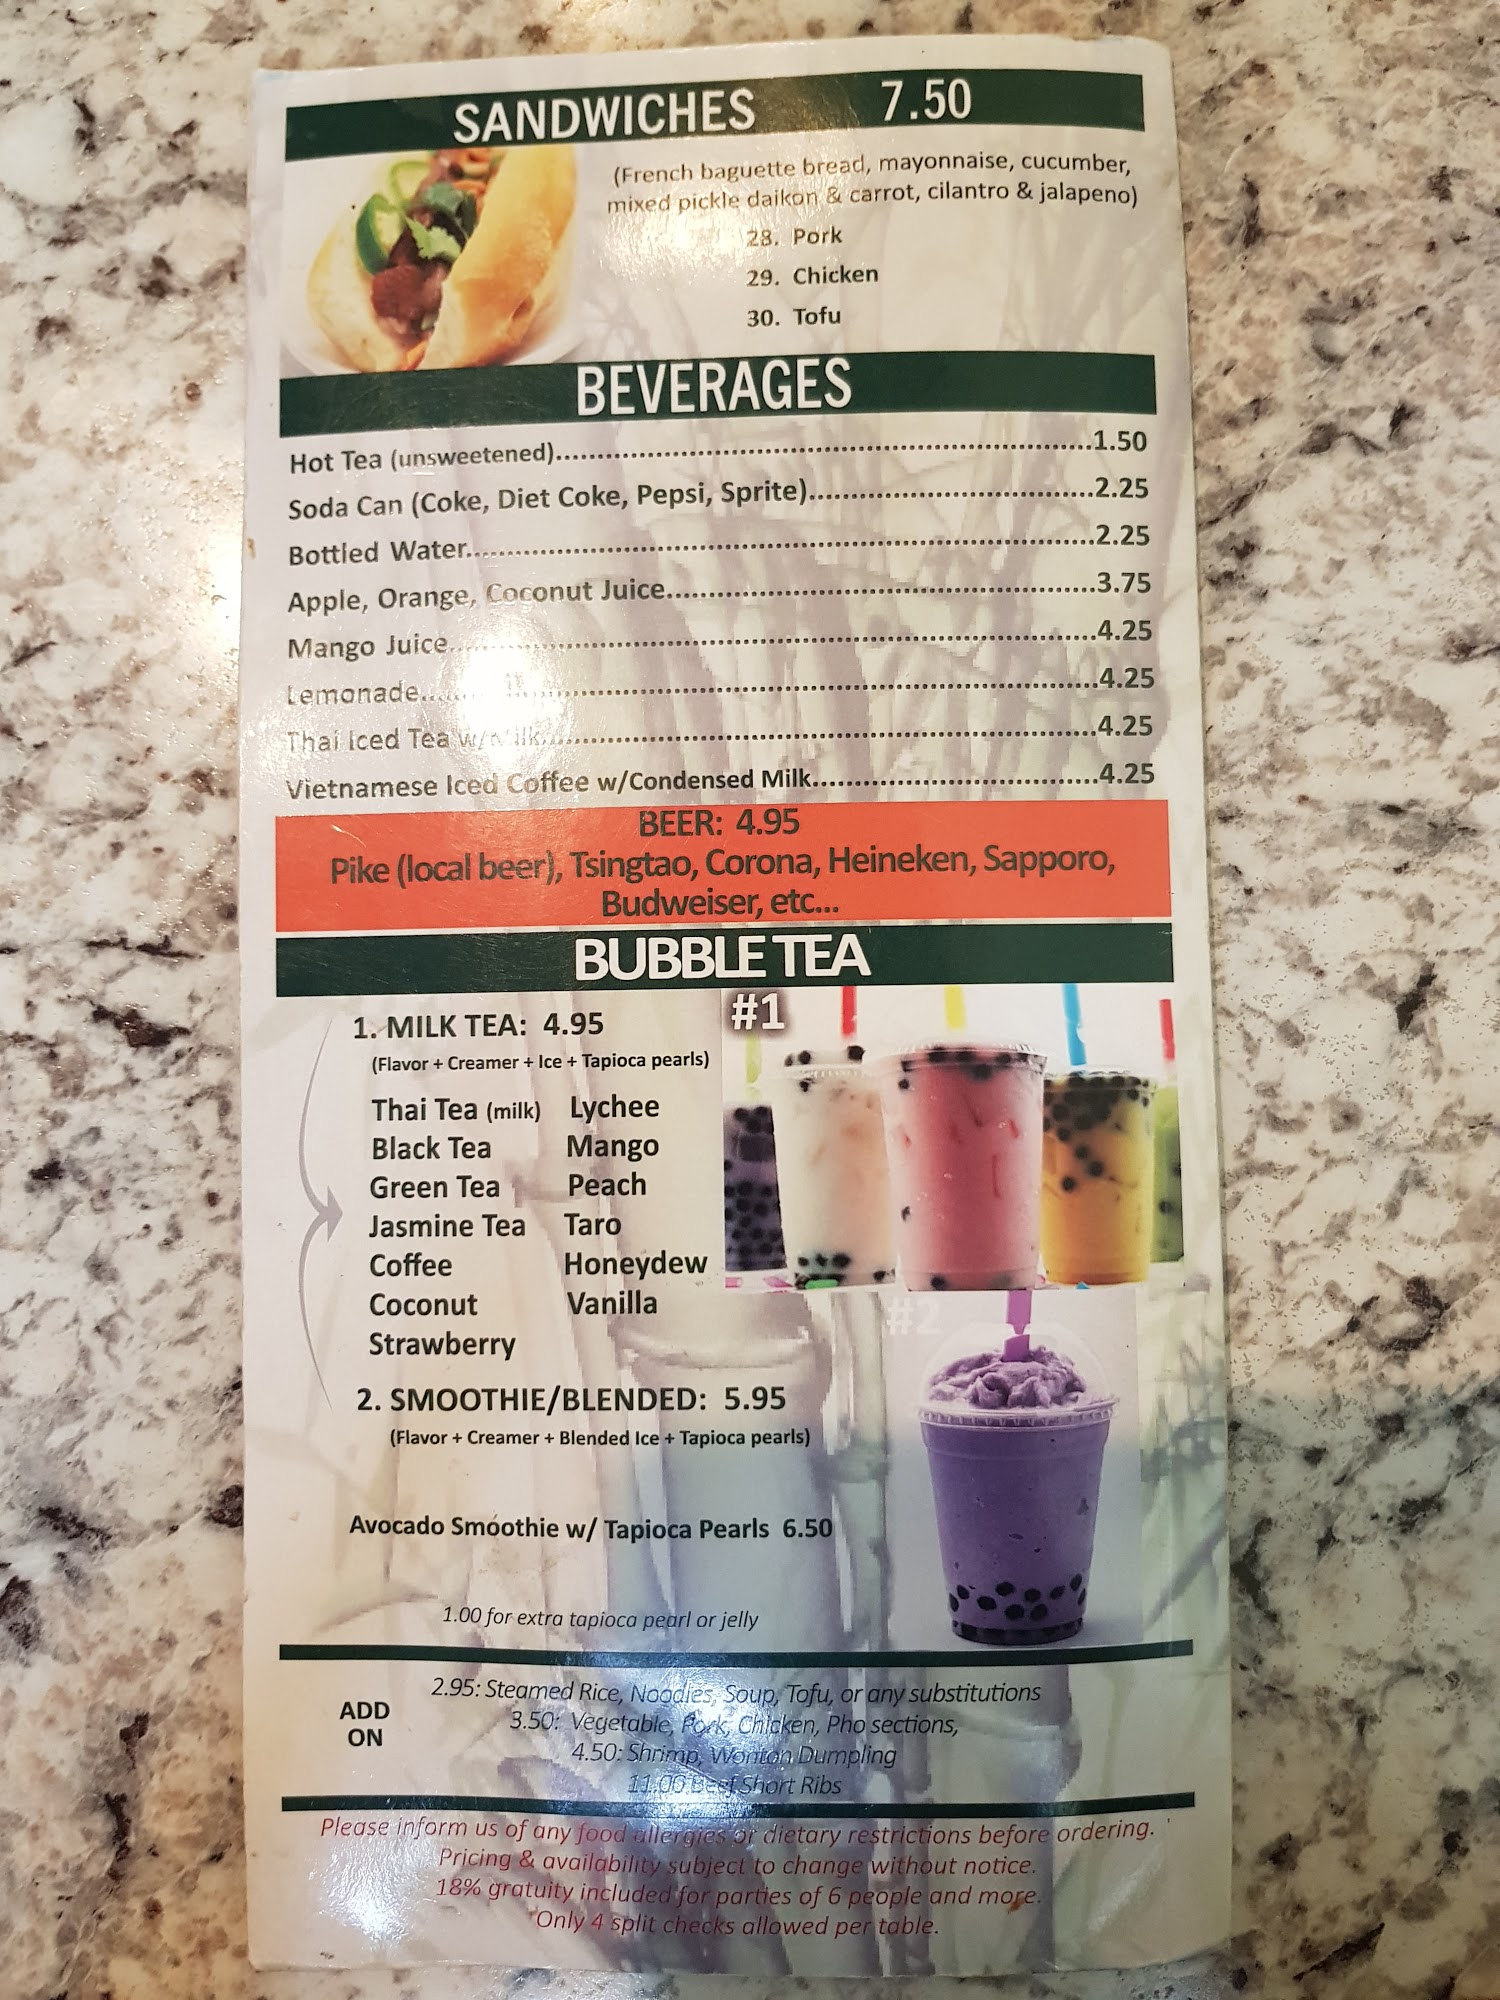 SANDWICHES 7.50
(French baguette bread, mayonnaise, cucumber,
mixed pickle daikon & carrot, cilantro & jalapeno)
28. Pork
29. Chicken
30. Tofu
BEVERAGES
Hot Tea (unsweetened)...........1.50
Soda Can (Coke, Diet Coke, Pepsi, Sprite)...........2.25
Bottled Water...........2.25
Apple, Orange, Coconut Juice...........3.75
Mango Juice...........4.25
Lemonade...........4.25
Thai Iced Tea w/Milk...........4.25
Vietnamese Iced Coffee w/Condensed Milk...........4.25
BEER: 4.95
Pike (local beer), Tsingtao, Corona, Heineken, Sapporo,
Budweiser, etc...
BUBBLE TEA
#1
1. MILK TEA: 4.95
(Flavor + Creamer + Ice + Tapioca pearls)
Thai Tea (milk) Lychee
Black Tea Mango
Green Tea Peach
Jasmine Tea Taro
Coffee Honeydew
Coconut Vanilla
Strawberry
#2
2. SMOOTHIE/BLENDED: 5.95
(Flavor + Creamer + Blended Ice + Tapioca pearls)
Avocado Smoothie w/ Tapioca Pearls 6.50
1.00 for extra tapioca pearl or jelly
ADD
ON
2.95: Steamed Rice, Noodles, Soup, Tofu, or any substitutions
3.50: Vegetable, Pork, Chicken, Pho sections,
4.50: Shrimp, Wonton Dumpling
11.00 Beef Short Ribs
Please inform us of any food allergies or dietary restrictions before ordering.
Pricing & availability subject to change without notice.
18% gratuity included for parties of 6 people and more.
Only 4 split checks allowed per table.